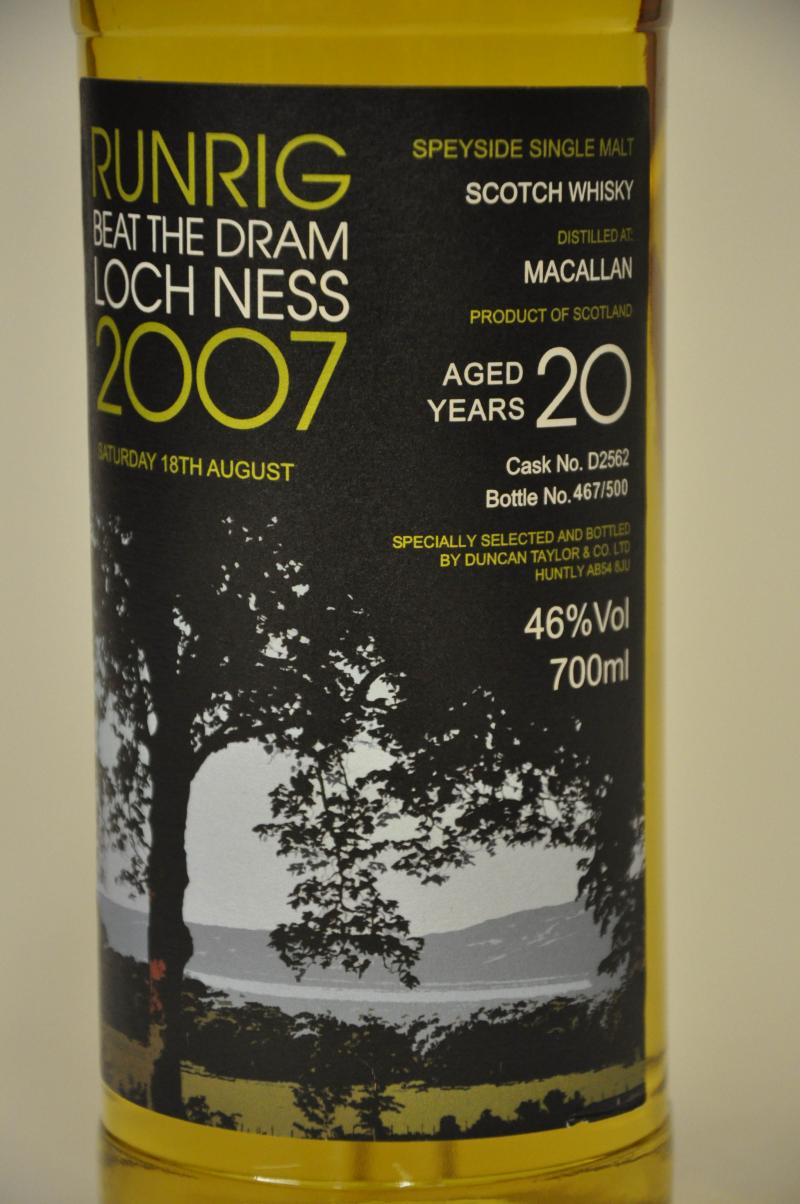 RUNRIG
BEAT THE DRAM
LOCH NESS
2007
SATURDAY 18TH AUGUST
SPEYSIDE SINGLE MALT
SCOTCH WHISKY
DISTILLED AT:
MACALLAN
PRODUCT OF SCOTLAND
AGED
YEARS 20
Cask No. D2562
Bottle No. 467/500
SPECIALLY SELECTED AND BOTTLED
BY DUNCAN TAYLOR & CO. LTD
HUNTLY AB54 8JU
46%Vol
700ml